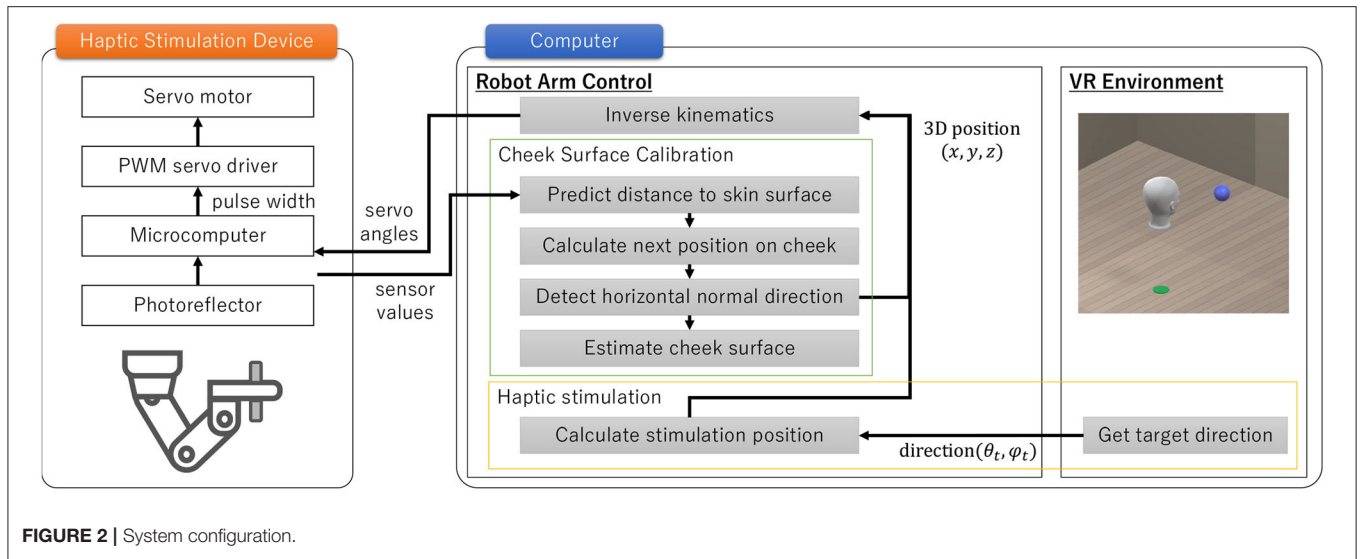 Haptic Stimulation Device
Servo motor
PWM servo driver
pulse width
Microcomputer
Photoreflector
servo
angles
sensor
values
Computer
Robot Arm Control
Inverse kinematics
Cheek Surface Calibration
Predict distance to skin surface
Calculate next position on cheek
Detect horizontal normal direction
Estimate cheek surface
3D position
(x, y, z)
Haptic stimulation
Calculate stimulation position
direction(θₜ, φₜ)
VR Environment
Get target direction
FIGURE 2 | System configuration.